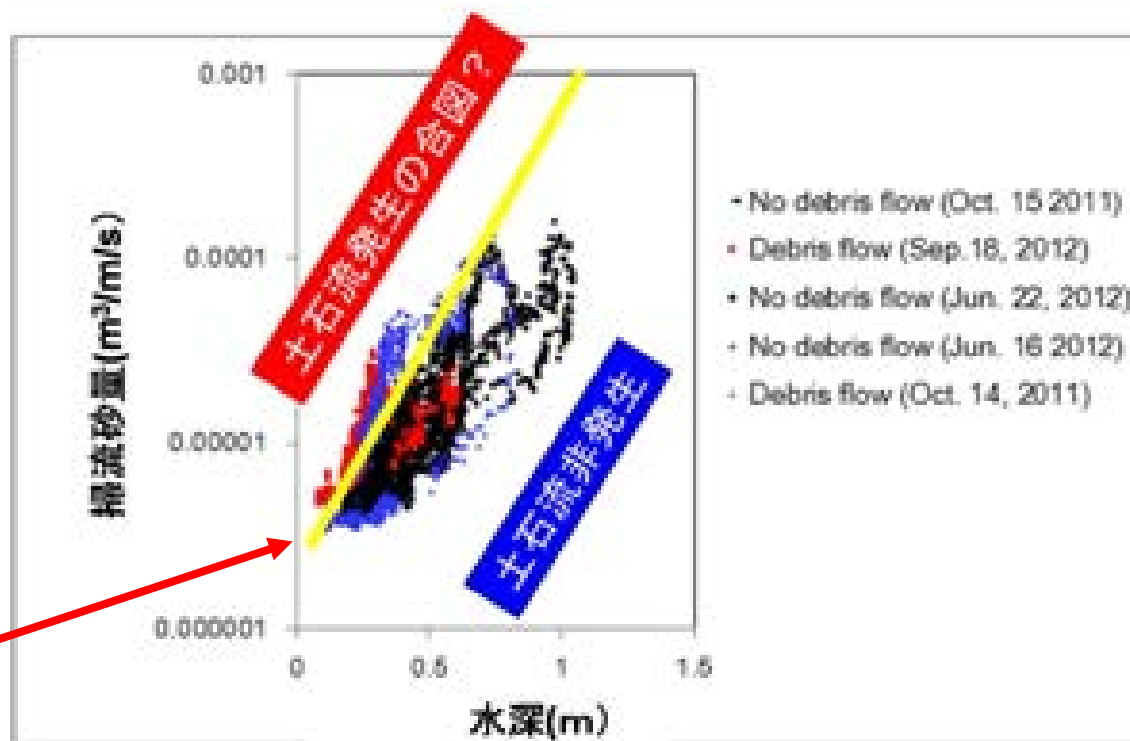 0.001
0.0001
0.00001
0.000001
掃流砂量(m³/m/s)
0
0.5
1
1.5
水深(m)
土石流発生の合図？
土石流非発生
No debris flow (Oct. 15 2011)
Debris flow (Sep.18, 2012)
No debris flow (Jun. 22, 2012)
No debris flow (Jun. 16 2012)
Debris flow (Oct. 14, 2011)